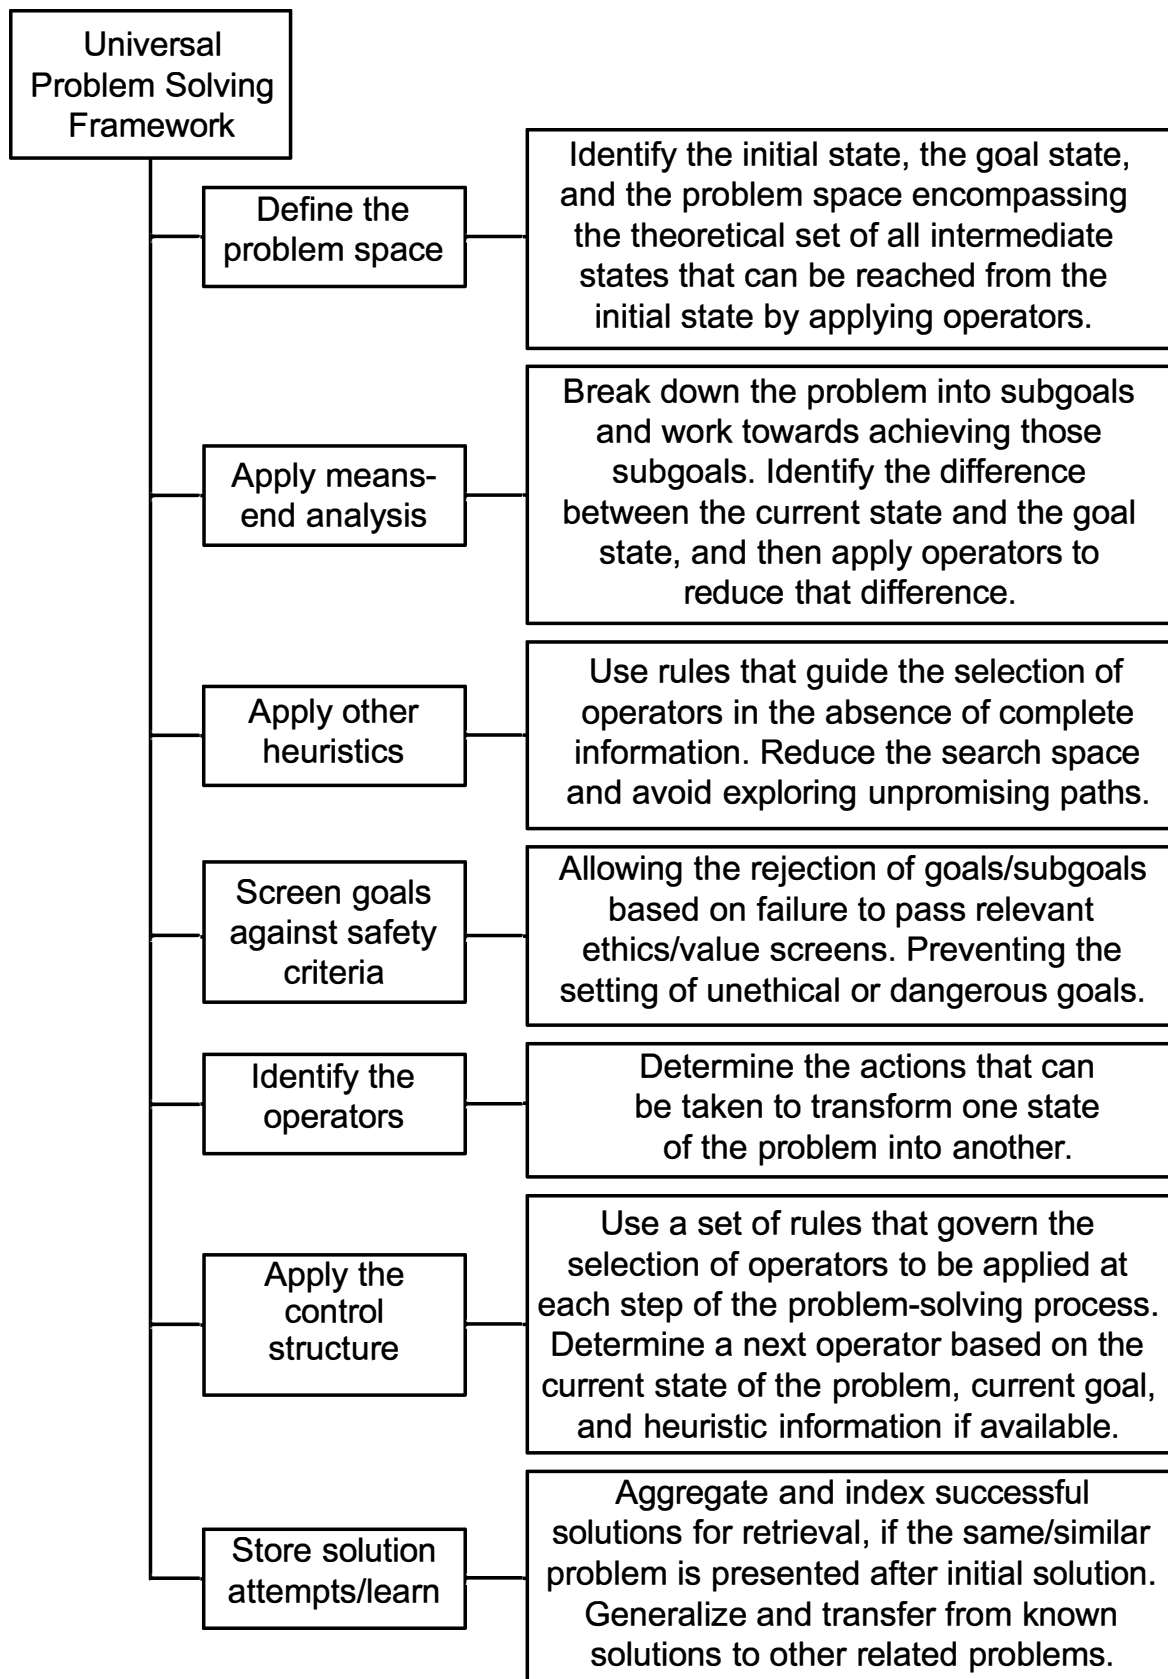 Universal
Problem Solving
Framework
Define the
problem space
Identify the initial state, the goal state,
and the problem space encompassing
the theoretical set of all intermediate
states that can be reached from the
initial state by applying operators.
Apply means-
end analysis
Break down the problem into subgoals
and work towards achieving those
subgoals. Identify the difference
between the current state and the goal
state, and then apply operators to
reduce that difference.
Apply other
heuristics
Use rules that guide the selection of
operators in the absence of complete
information. Reduce the search space
and avoid exploring unpromising paths.
Screen goals
against safety
criteria
Allowing the rejection of goals/subgoals
based on failure to pass relevant
ethics/value screens. Preventing the
setting of unethical or dangerous goals.
Identify the
operators
Determine the actions that can
be taken to transform one state
of the problem into another.
Apply the
control
structure
Use a set of rules that govern the
selection of operators to be applied at
each step of the problem-solving process.
Determine a next operator based on the
current state of the problem, current goal,
and heuristic information if available.
Store solution
attempts/learn
Aggregate and index successful
solutions for retrieval, if the same/similar
problem is presented after initial solution.
Generalize and transfer from known
solutions to other related problems.